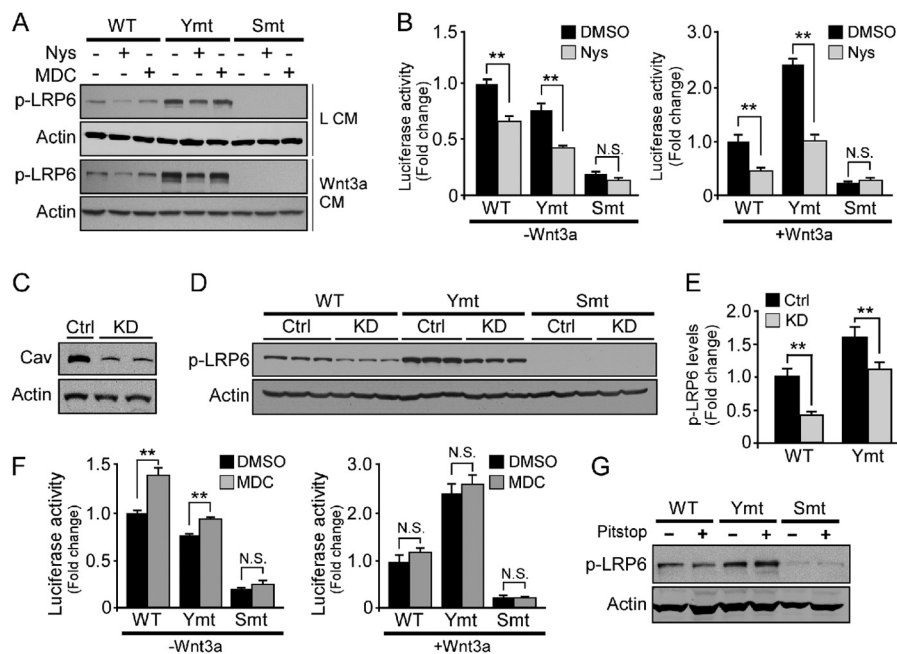 A
WT Ymt Smt
Nys - + - - + - - + -
MDC - - + - - + - - +
p-LRP6
Actin
L CM
p-LRP6
Actin
Wnt3a
CM
B
DMSO
Nys
Luciferase activity
(Fold change)
1.5
1.0
0.5
0
** ** N.S.
WT Ymt Smt
-Wnt3a
DMSO
Nys
Luciferase activity
(Fold change)
3.0
2.0
1.0
0
** ** N.S.
WT Ymt Smt
+Wnt3a
C
Ctrl KD
Cav
Actin
D
WT Ymt Smt
Ctrl KD Ctrl KD Ctrl KD
p-LRP6
Actin
E
Ctrl
KD
p-LRP6 levels
(Fold change)
2.0
1.5
1.0
0.5
0
** **
WT Ymt
F
DMSO
MDC
Luciferase activity
(Fold change)
1.5
1.0
0.5
0
** ** N.S.
WT Ymt Smt
-Wnt3a
DMSO
MDC
Luciferase activity
(Fold change)
3.0
2.0
1.0
0
N.S. N.S. N.S.
WT Ymt Smt
+Wnt3a
G
WT Ymt Smt
Pitstop - + - + - +
p-LRP6
Actin